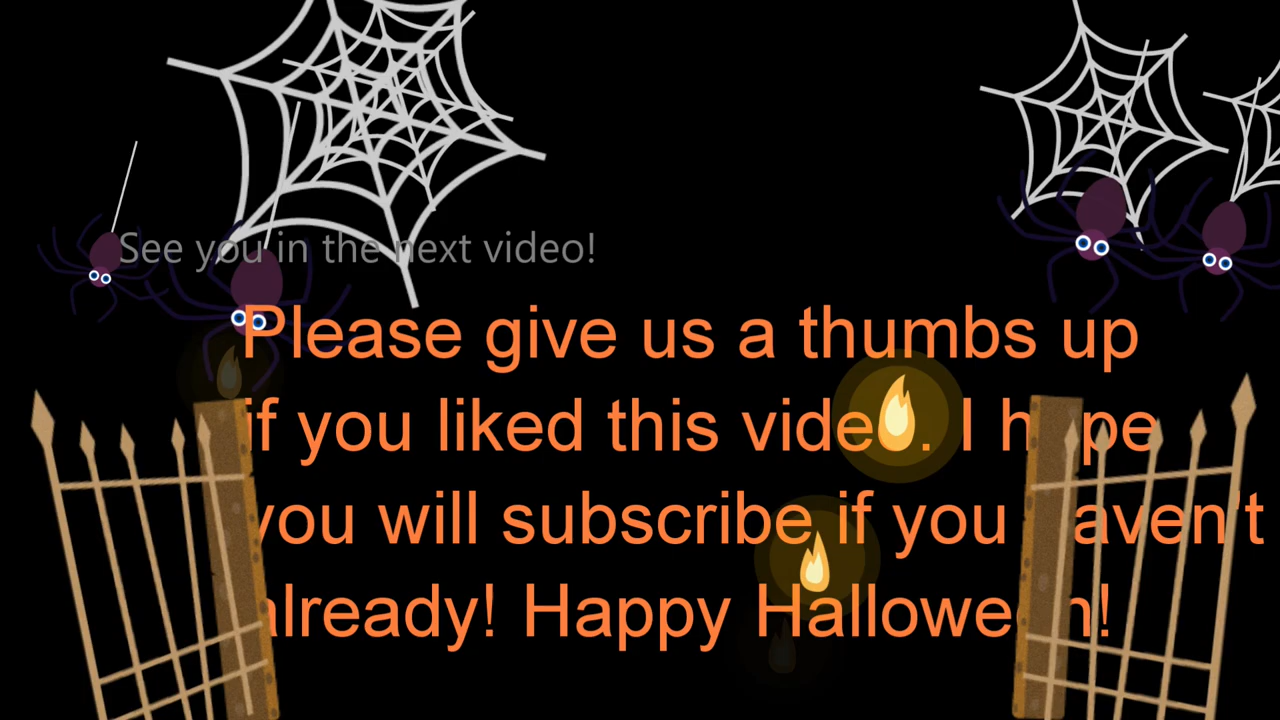 See you in the next video!
Please give us a thumbs up
if you liked this video. I hope
you will subscribe if you haven't
already! Happy Halloween!